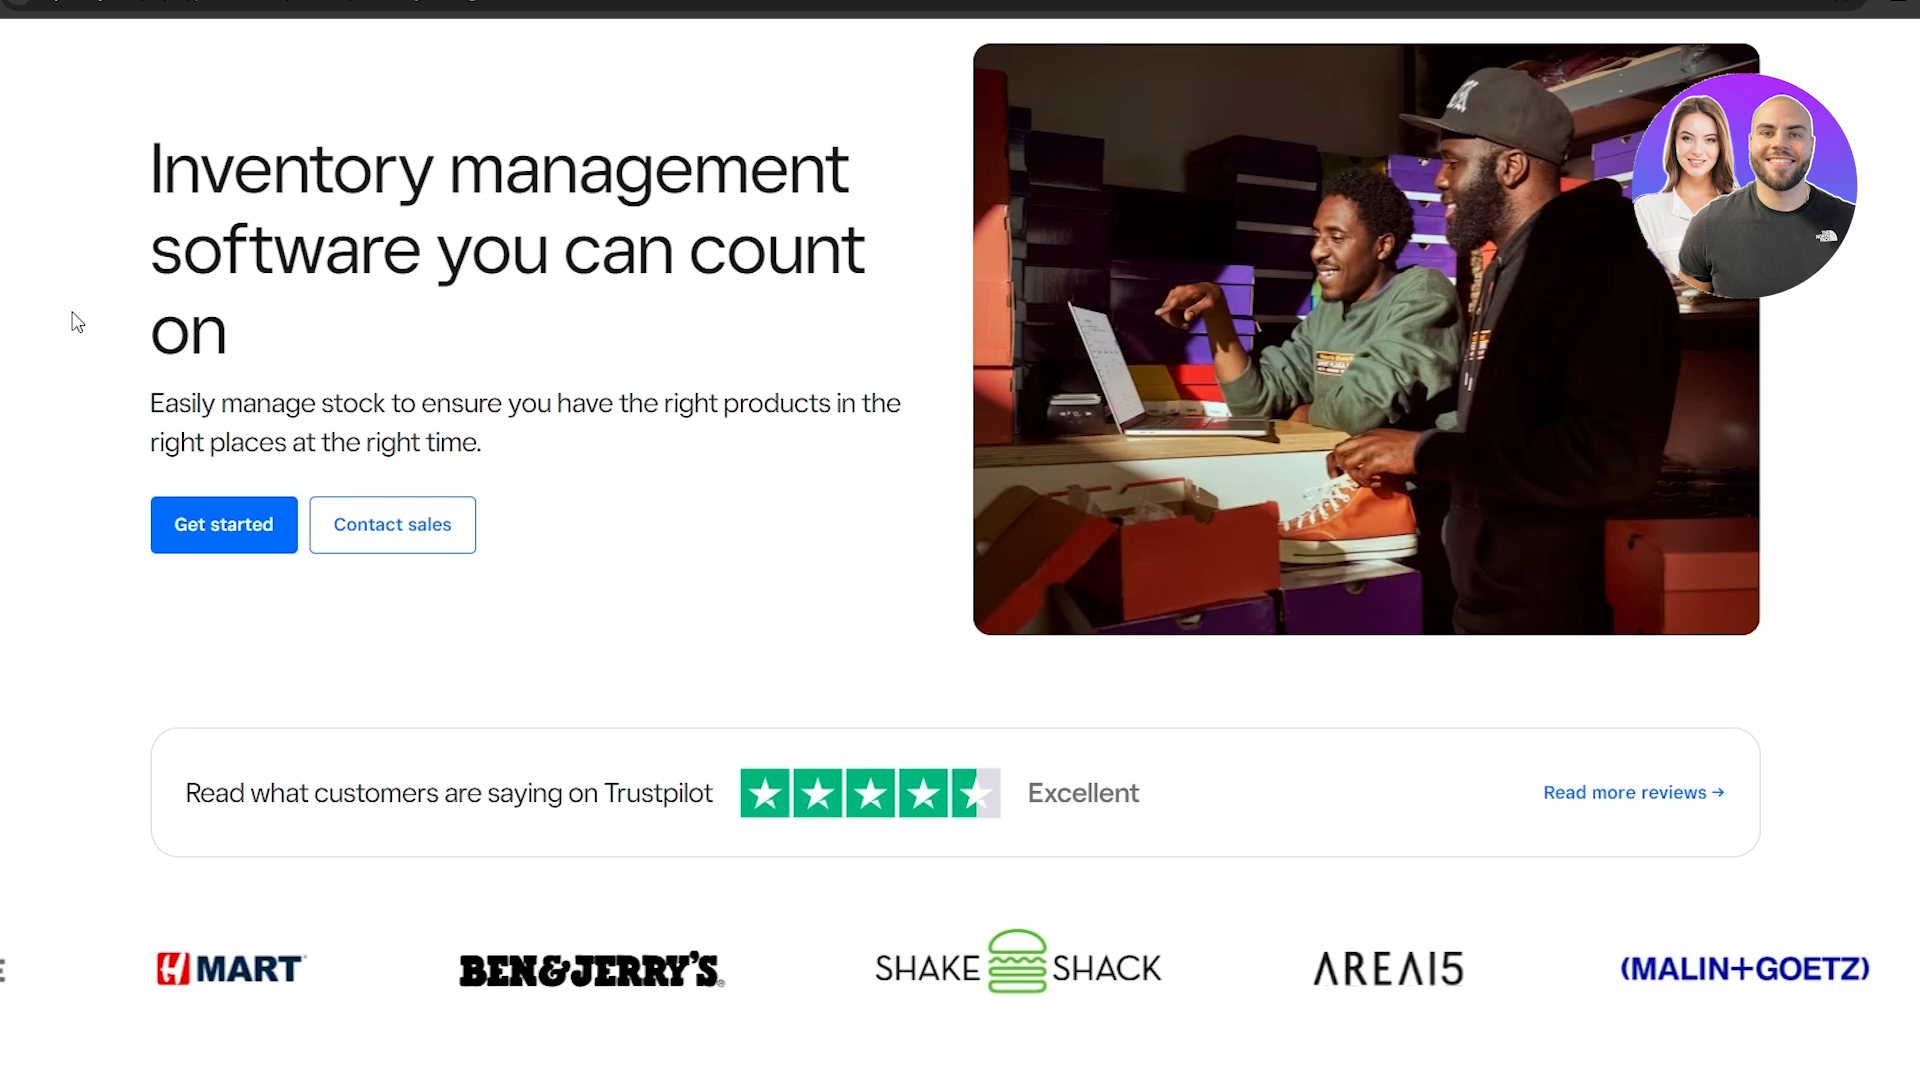 Inventory management
software you can count
on
Easily manage stock to ensure you have the right products in the
right places at the right time.
Get started
Contact sales
Read what customers are saying on Trustpilot
Excellent
Read more reviews →
H MART
BEN & JERRY'S®
SHAKE SHACK
AREA15
(MALIN+GOETZ)